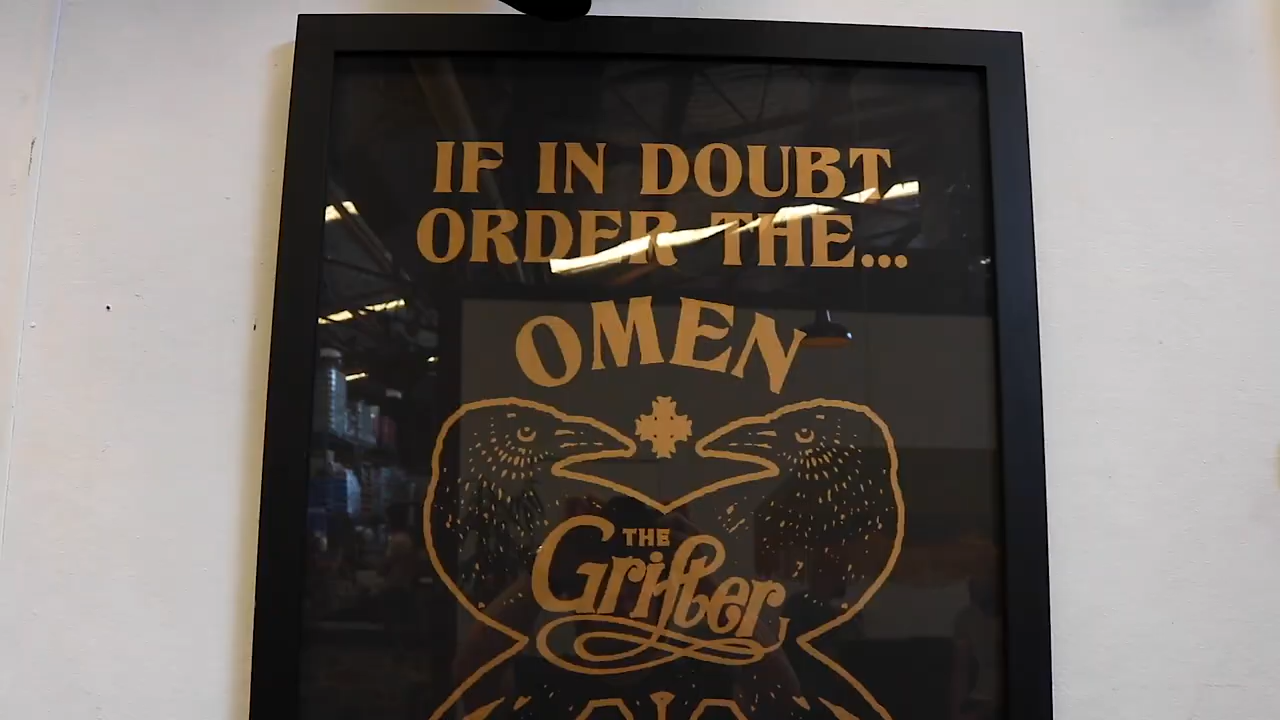 IF IN DOUBT
ORDER THE...
OMEN
THE
Grifter